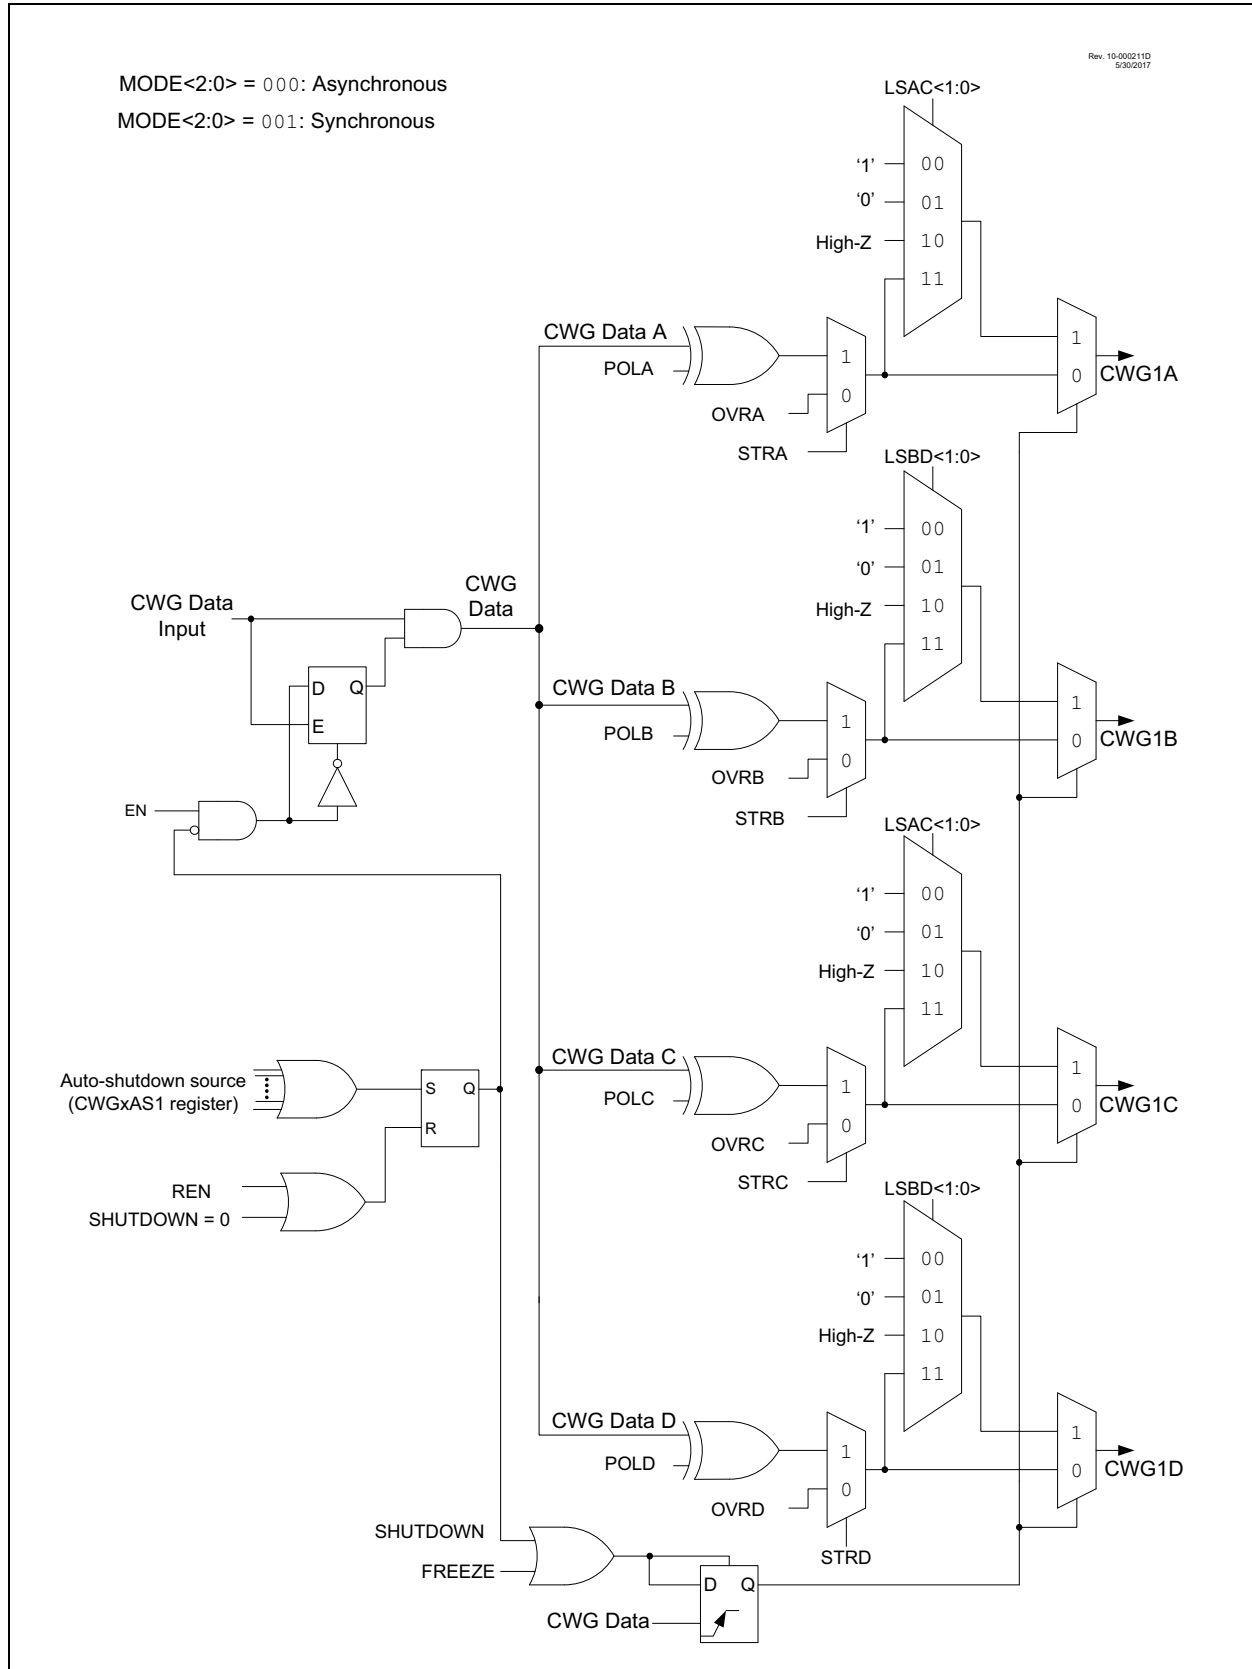 Rev. 10-000211D
5/30/2017
MODE<2:0> = 000: Asynchronous
MODE<2:0> = 001: Synchronous
LSAC<1:0>
'1'
00
‘0’
01
High-Z
10
11
CWG Data A
POLA
OVRA
STRA
1
0
1
0
CWG1A
LSBD<1:0>
'1'
00
‘0’
01
High-Z
10
11
CWG Data
Input
CWG
Data
D
Q
E
EN
CWG Data B
POLB
OVRB
STRB
1
0
1
0
CWG1B
LSAC<1:0>
'1'
00
‘0’
01
High-Z
10
11
CWG Data C
POLC
OVRC
STRC
1
0
1
0
CWG1C
Auto-shutdown source
(CWGxAS1 register)
S
Q
R
REN
SHUTDOWN = 0
LSBD<1:0>
'1'
00
‘0’
01
High-Z
10
11
CWG Data D
POLD
OVRD
STRD
1
0
1
0
CWG1D
SHUTDOWN
FREEZE
D
Q
CWG Data